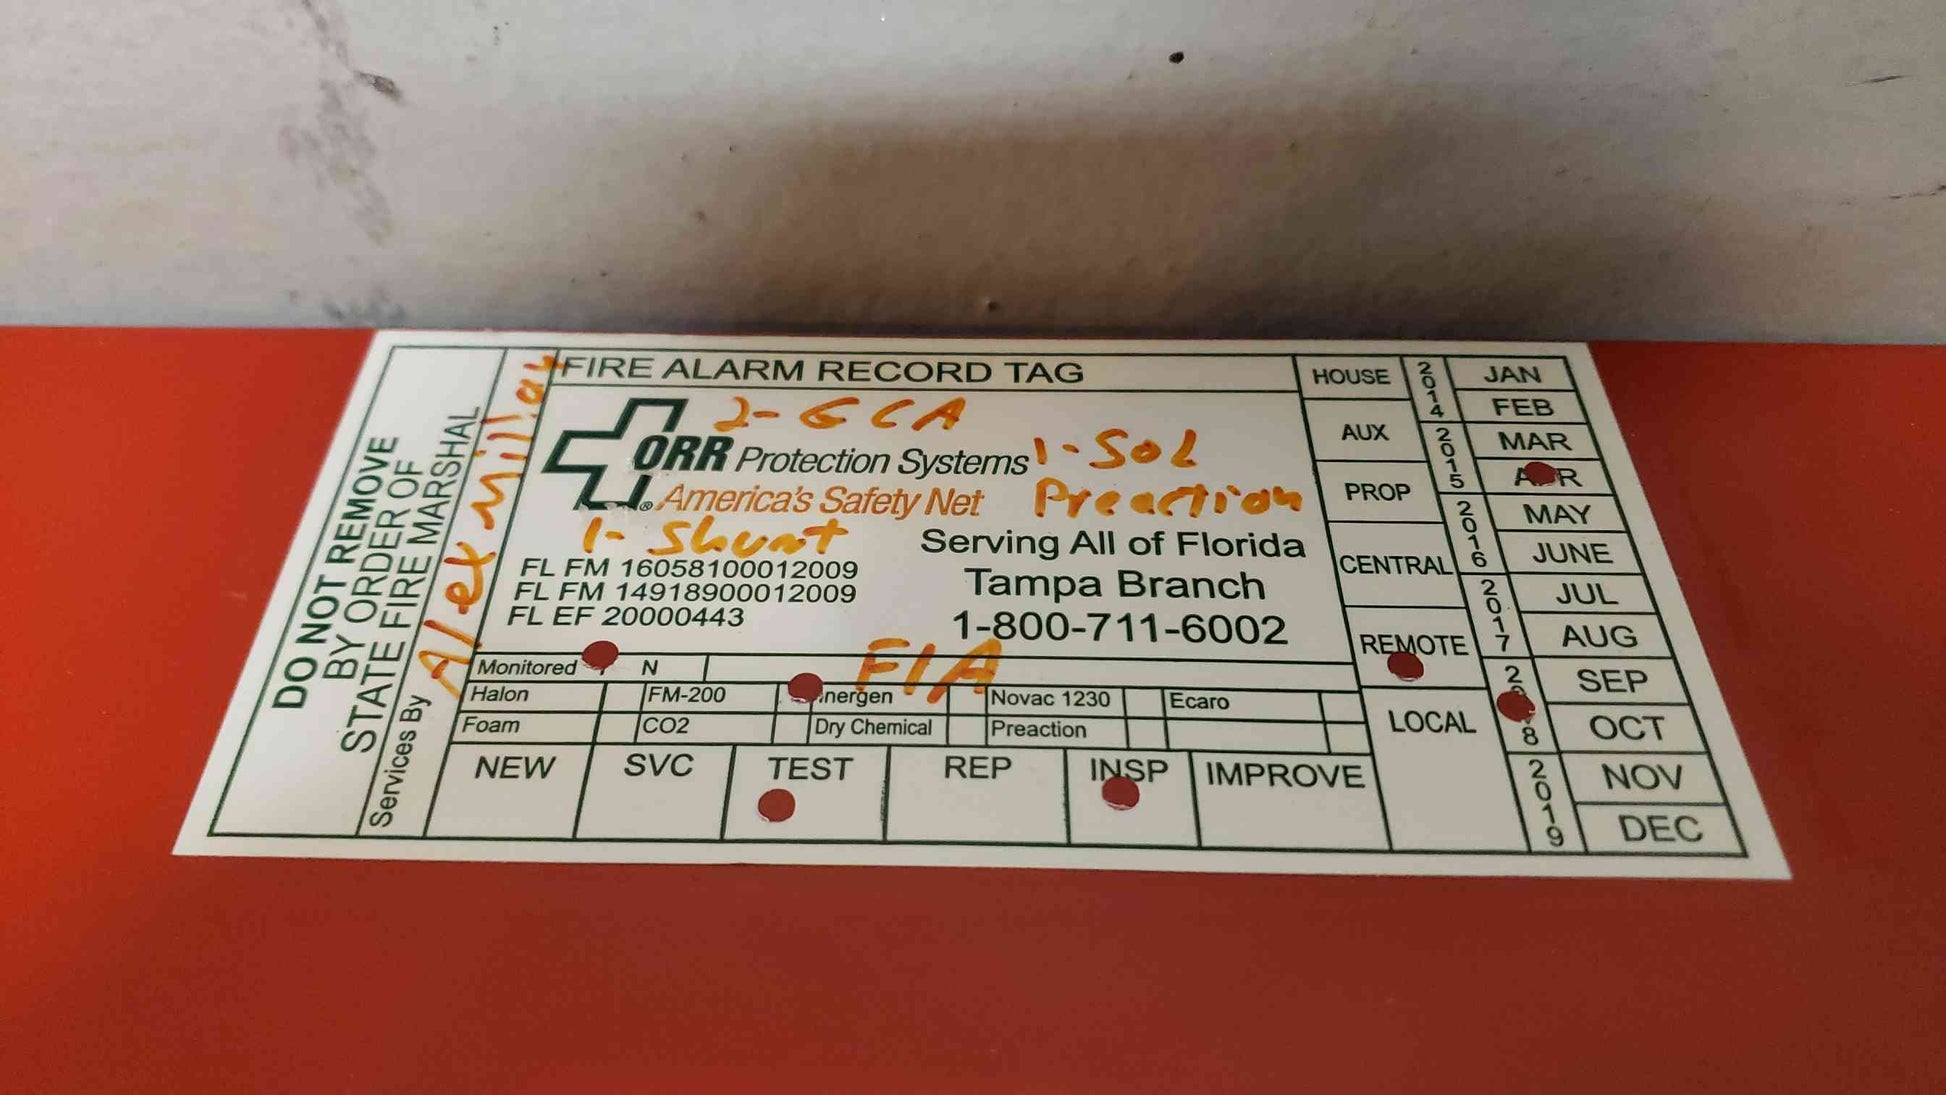 DO NOT REMOVE
BY ORDER OF
STATE FIRE MARSHAL
Services By Alex Millay
FIRE ALARM RECORD TAG
2- GCA
ORR Protection Systems
1- Sol
America's Safety Net
Preaction
1- Shunt
Serving All of Florida
Tampa Branch
1-800-711-6002
FL FM 16058100012009
FL FM 14918900012009
FL EF 20000443
FIA
Monitored N
Halon FM-200 Inergen Novac 1230 Ecaro
Foam CO2 Dry Chemical Preaction
NEW SVC TEST REP INSP IMPROVE
HOUSE
AUX
PROP
CENTRAL
REMOTE
LOCAL
2014
2015
2016
2017
2018
2019
JAN
FEB
MAR
APR
MAY
JUNE
JUL
AUG
SEP
OCT
NOV
DEC